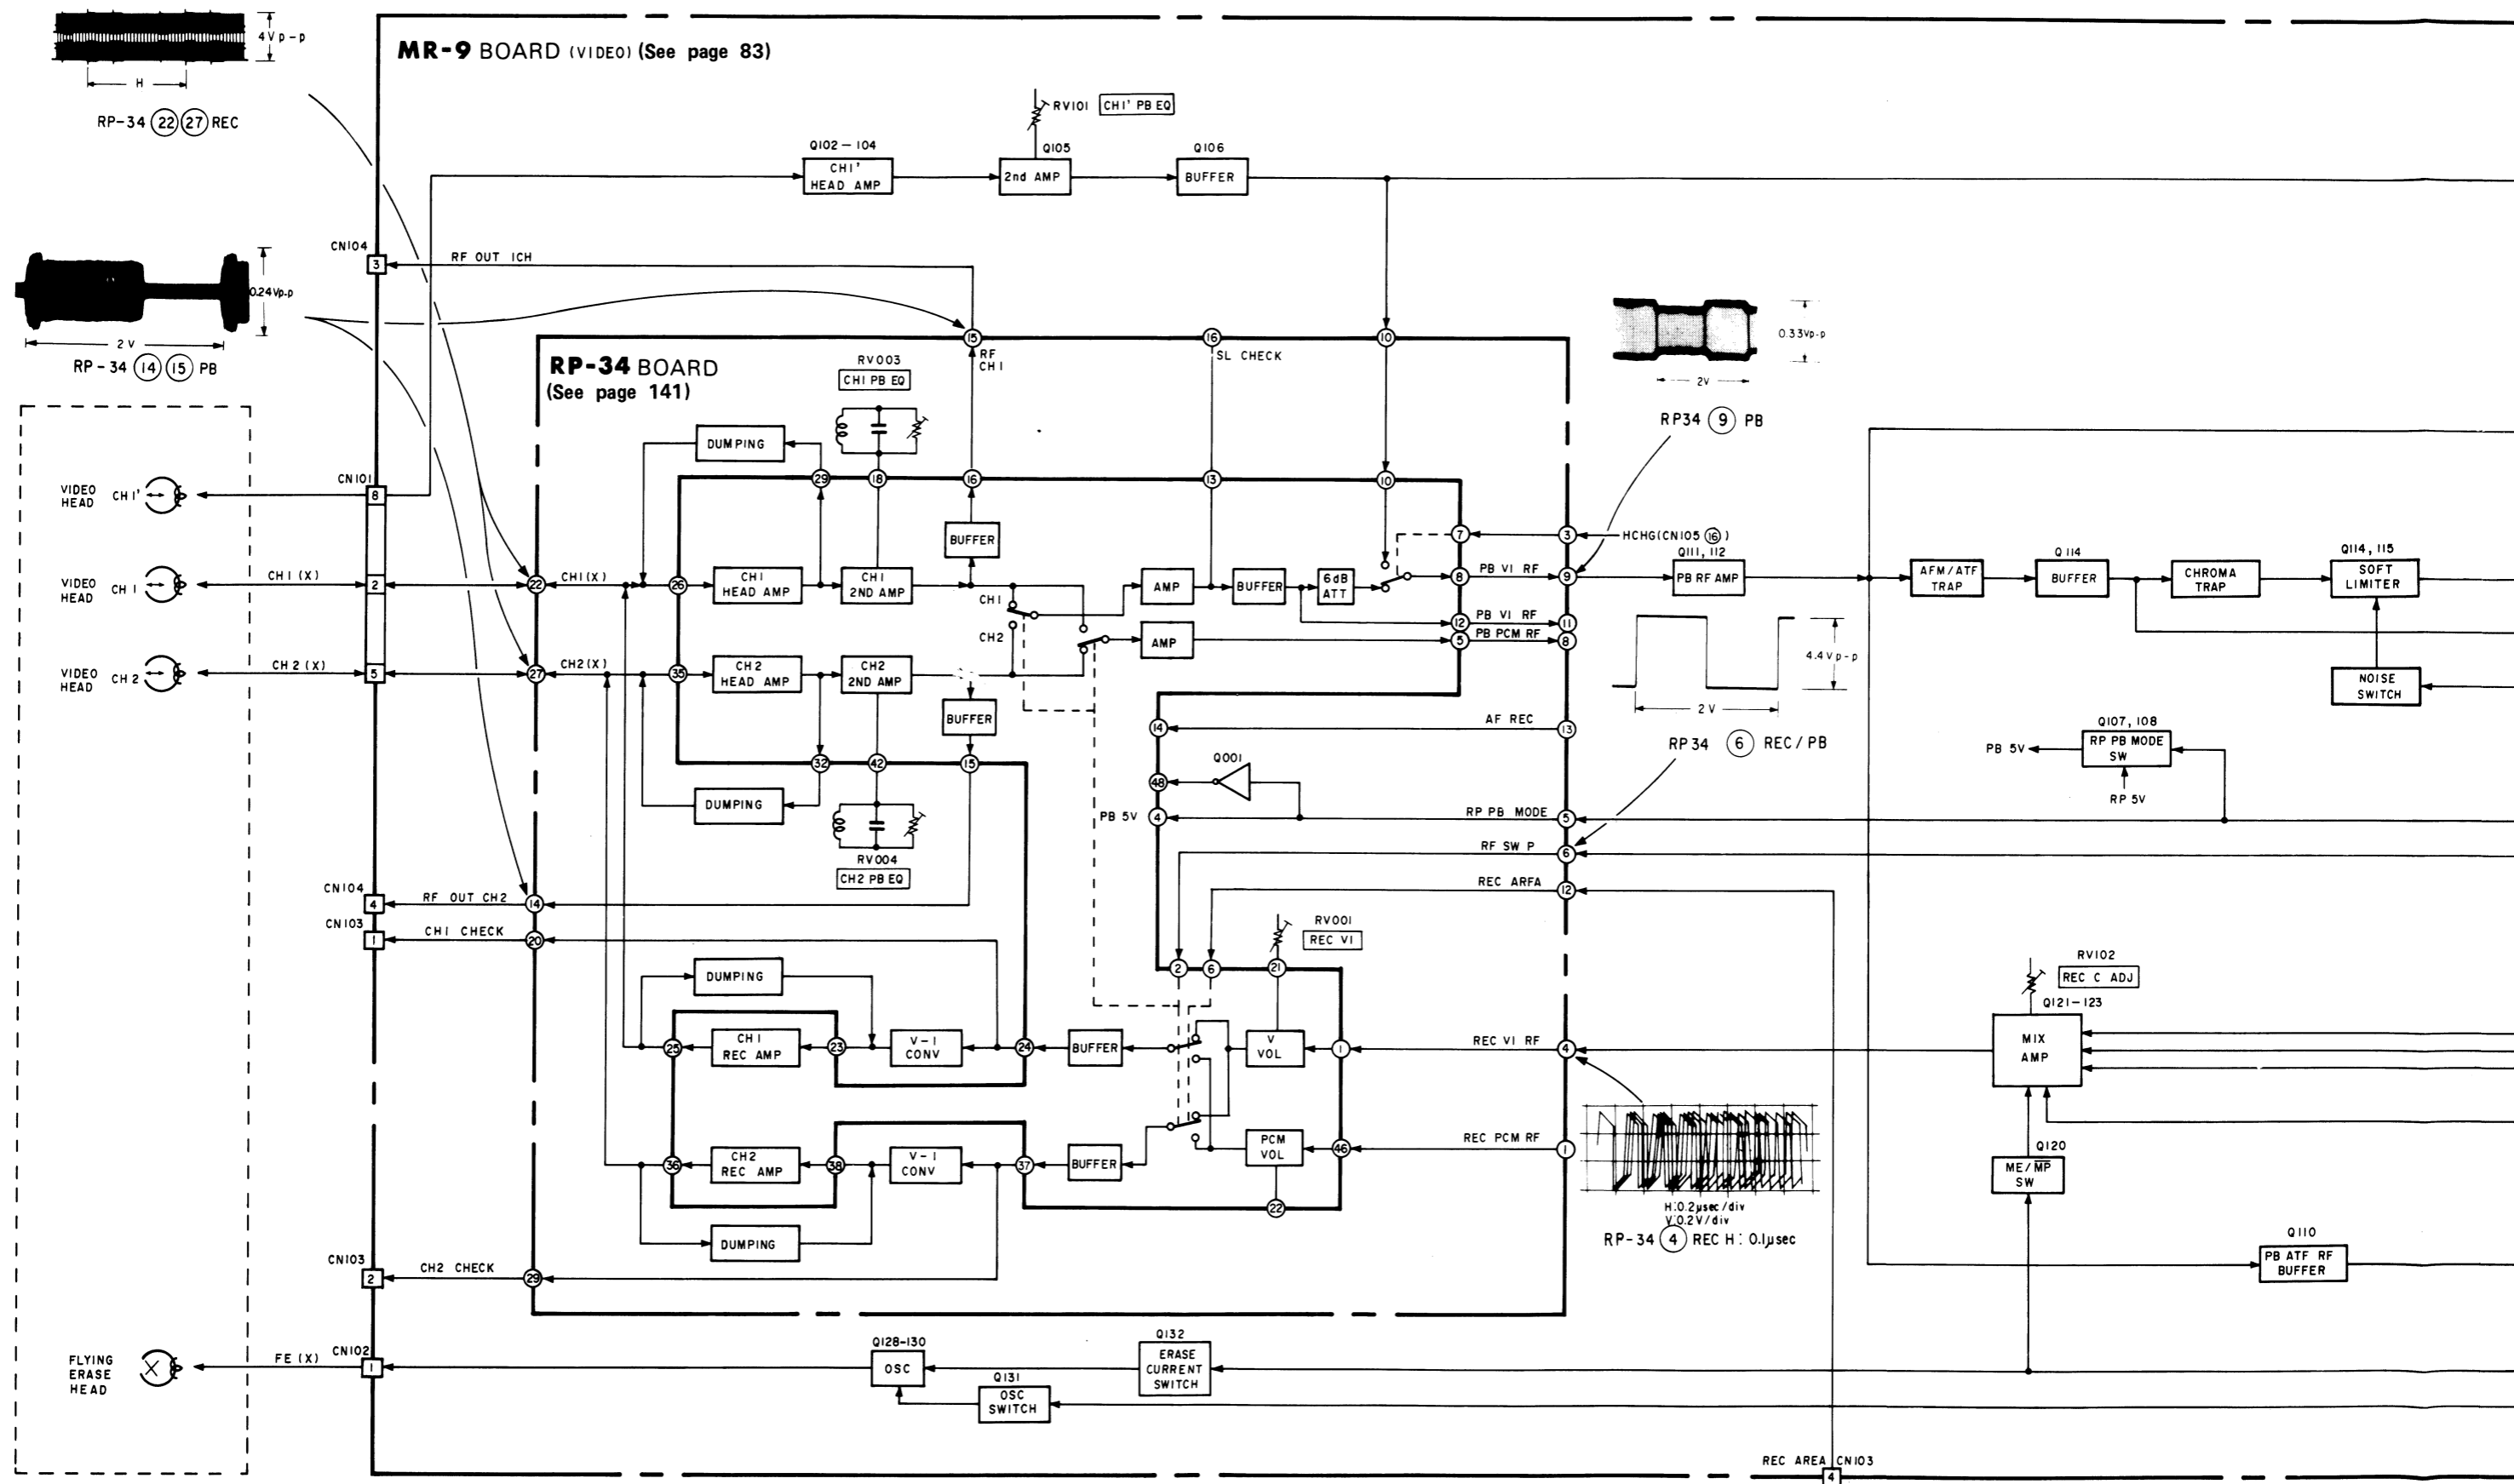 4Vp-p
H
RP-34 22 27 REC
MR-9 BOARD (VIDEO) (See page 83)
RV101 CH1' PB EQ
Q102-104
CH1'
HEAD AMP
Q105
2nd AMP
Q106
BUFFER
CN104
3
RF OUT 1CH
0.24Vp-p
2V
RP-34 14 15 PB
15
RF
CH1
16
SL CHECK
10
RP-34 BOARD
(See page 141)
RV003
CH1 PB EQ
0.33Vp-p
2V
RP34 9 PB
DUMPING
29
18
16
13
10
CN101
8
VIDEO
HEAD
CH1'
BUFFER
7
3
HCHG(CN105 16)
Q111, 112
PB RF AMP
VIDEO
HEAD
CH1
CH1 (X)
2
22
CH1(X)
26
CH1
HEAD AMP
CH1
2ND AMP
CH1
CH2
AMP
BUFFER
6dB
ATT
8
PB VI RF
9
12
PB VI RF
11
5
PB PCM RF
8
AMP
AFM/ATF
TRAP
Q114
BUFFER
CHROMA
TRAP
Q114, 115
SOFT
LIMITER
NOISE
SWITCH
VIDEO
HEAD
CH2
CH2 (X)
5
27
CH2(X)
35
CH2
HEAD AMP
CH2
2ND AMP
BUFFER
4.4Vp-p
2V
RP34 6 REC/PB
14
AF REC
13
Q107, 108
RP PB MODE
SW
PB 5V
RP 5V
32
42
15
DUMPING
Q001
48
PB 5V
4
RP PB MODE
5
RV004
CH2 PB EQ
RF SW P
6
REC ARFA
12
CN104
4
RF OUT CH2
14
CN103
1
CH1 CHECK
20
RV001
REC VI
2
6
21
DUMPING
RV102
REC C ADJ
Q121-123
MIX
AMP
25
CH1
REC AMP
23
V-I
CONV
24
BUFFER
V
VOL
1
REC VI RF
4
36
CH2
REC AMP
38
V-I
CONV
37
BUFFER
PCM
VOL
46
REC PCM RF
1
22
DUMPING
H:0.2µsec/div
V:0.2V/div
RP-34 4 REC H: 0.1µsec
Q120
ME/MP
SW
Q110
PB ATF RF
BUFFER
CN103
2
CH2 CHECK
29
FLYING
ERASE
HEAD
FE (X)
CN102
1
Q128-130
OSC
Q131
OSC
SWITCH
Q132
ERASE
CURRENT
SWITCH
REC AREA CN103
4